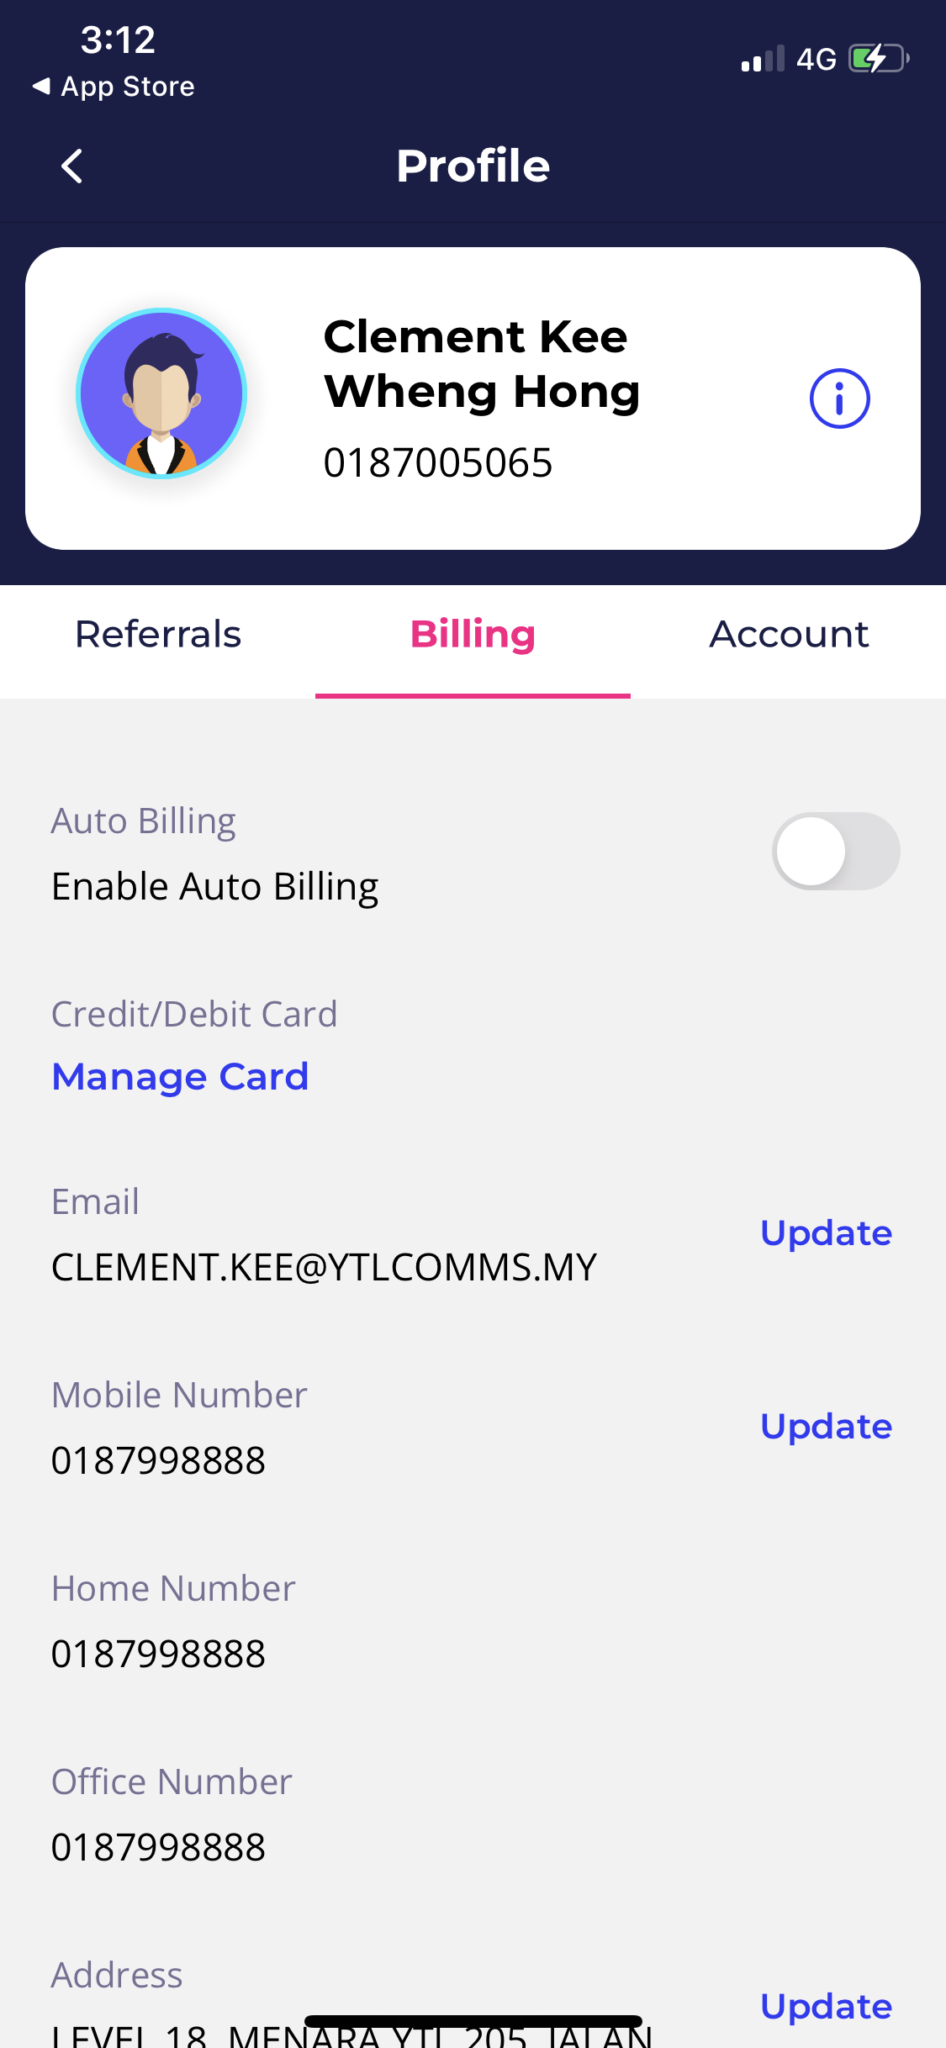 3:12
4G
App Store
Profile
Clement Kee
Wheng Hong
0187005065
Referrals
Billing
Account
Auto Billing
Enable Auto Billing
Credit/Debit Card
Manage Card
Email
CLEMENT.KEE@YTLCOMMS.MY
Update
Mobile Number
0187998888
Update
Home Number
0187998888
Office Number
0187998888
Address
LEVEL 18, MENARA YTL 205, JALAN
Update